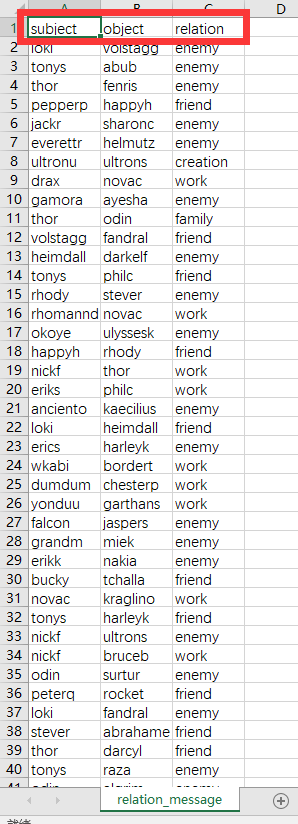 A B C D
1 subject object relation
2 loki volstagg enemy
3 tonys abub enemy
4 thor fenris enemy
5 pepperp happyh friend
6 jackr sharonc enemy
7 everettr helmutz enemy
8 ultronu ultrons creation
9 drax novac work
10 gamora ayesha enemy
11 thor odin family
12 volstagg fandral friend
13 heimdall darkelf enemy
14 tonys philc friend
15 rhody stever enemy
16 rhomannd novac work
17 okoye ulyssesk enemy
18 happyh rhody friend
19 nickf thor work
20 eriks philc work
21 anciento kaecilius enemy
22 loki heimdall friend
23 erics harleyk enemy
24 wkabi bordert work
25 dumdum chesterp work
26 yonduu garthans work
27 falcon jaspers enemy
28 grandm miek enemy
29 erikk nakia enemy
30 bucky tchalla friend
31 novac kraglino work
32 tonys harleyk friend
33 nickf ultrons enemy
34 nickf bruceb work
35 odin surtur enemy
36 peterq rocket friend
37 loki fandral enemy
38 stever abrahame friend
39 thor darcyl friend
40 tonys raza enemy
41 odin algrim enemy
relation_message
就绪